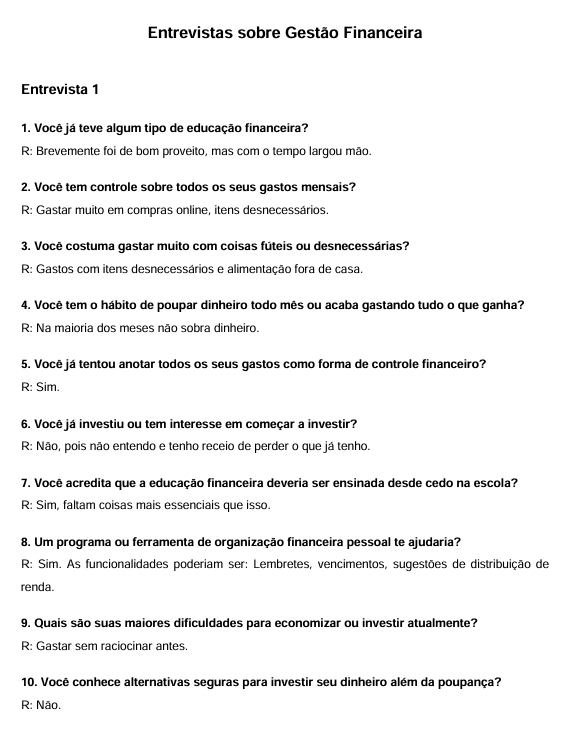 Entrevistas sobre Gestão Financeira
Entrevista 1
1. Você já teve algum tipo de educação financeira?
R: Brevemente foi de bom proveito, mas com o tempo largou mão.
2. Você tem controle sobre todos os seus gastos mensais?
R: Gastar muito em compras online, itens desnecessários.
3. Você costuma gastar muito com coisas fúteis ou desnecessárias?
R: Gastos com itens desnecessários e alimentação fora de casa.
4. Você tem o hábito de poupar dinheiro todo mês ou acaba gastando tudo o que ganha?
R: Na maioria dos meses não sobra dinheiro.
5. Você já tentou anotar todos os seus gastos como forma de controle financeiro?
R: Sim.
6. Você já investiu ou tem interesse em começar a investir?
R: Não, pois não entendo e tenho receio de perder o que já tenho.
7. Você acredita que a educação financeira deveria ser ensinada desde cedo na escola?
R: Sim, faltam coisas mais essenciais que isso.
8. Um programa ou ferramenta de organização financeira pessoal te ajudaria?
R: Sim. As funcionalidades poderiam ser: Lembretes, vencimentos, sugestões de distribuição de
renda.
9. Quais são suas maiores dificuldades para economizar ou investir atualmente?
R: Gastar sem raciocinar antes.
10. Você conhece alternativas seguras para investir seu dinheiro além da poupança?
R: Não.